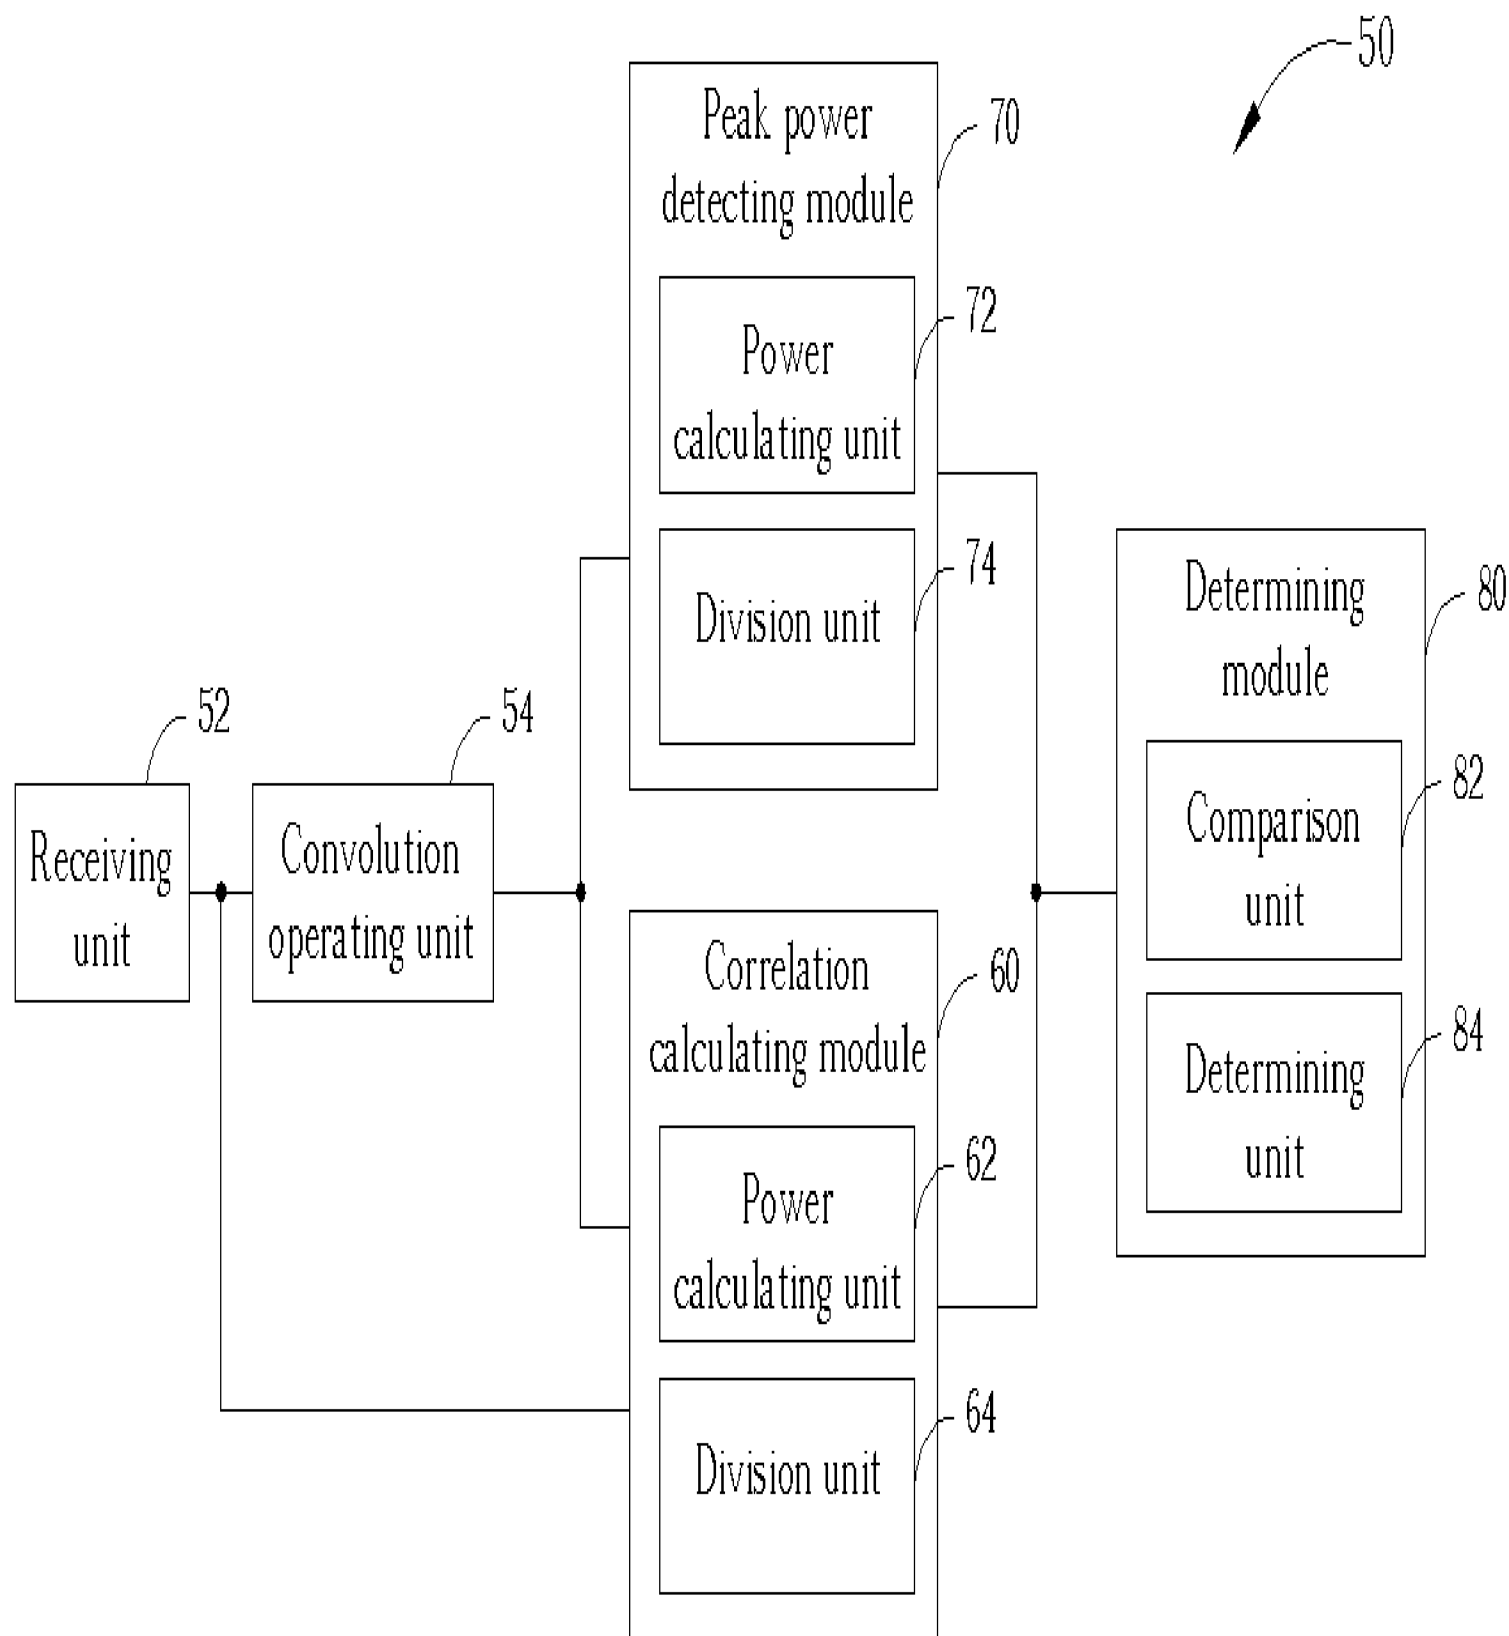 50
Peak power
detecting module
70
Power
calculating unit
72
Division unit
74
Receiving
unit
52
Convolution
operating unit
54
Correlation
calculating module
60
Power
calculating unit
62
Division unit
64
Determining
module
80
Comparison
unit
82
Determining
unit
84